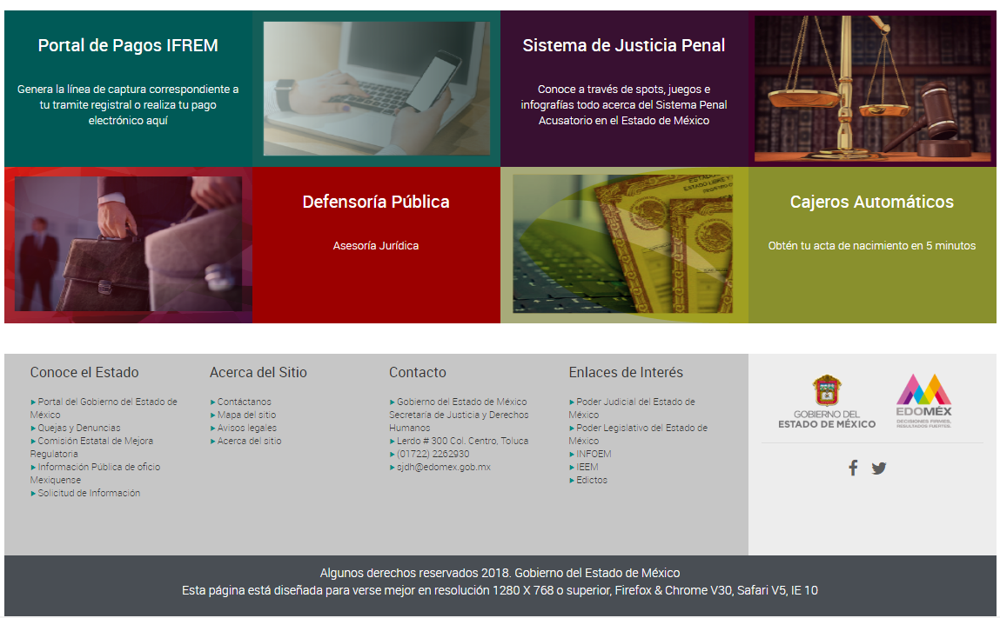 Portal de Pagos IFREM
Genera la línea de captura correspondiente a
tu tramite registral o realiza tu pago
electrónico aquí
Sistema de Justicia Penal
Conoce a través de spots, juegos e
infografías todo acerca del Sistema Penal
Acusatorio en el Estado de México
Defensoría Pública
Asesoría Jurídica
Cajeros Automáticos
Obtén tu acta de nacimiento en 5 minutos
Conoce el Estado
Portal del Gobierno del Estado de
México
Quejas y Denuncias
Comisión Estatal de Mejora
Regulatoria
Información Pública de oficio
Mexiquense
Solicitud de Información
Acerca del Sitio
Contáctanos
Mapa del sitio
Avisos legales
Acerca del sitio
Contacto
Gobierno del Estado de México
Secretaría de Justicia y Derechos
Humanos
Lerdo # 300 Col. Centro, Toluca
(01722) 2262930
sjdh@edomex.gob.mx
Enlaces de Interés
Poder Judicial del Estado de
México
Poder Legislativo del Estado de
México
INFOEM
IEEM
Edictos
GOBIERNO DEL
ESTADO DE MÉXICO
EDOMÉX
DECISIONES FIRMES,
RESULTADOS FUERTES.
Algunos derechos reservados 2018. Gobierno del Estado de México
Esta página está diseñada para verse mejor en resolución 1280 X 768 o superior, Firefox & Chrome V30, Safari V5, IE 10